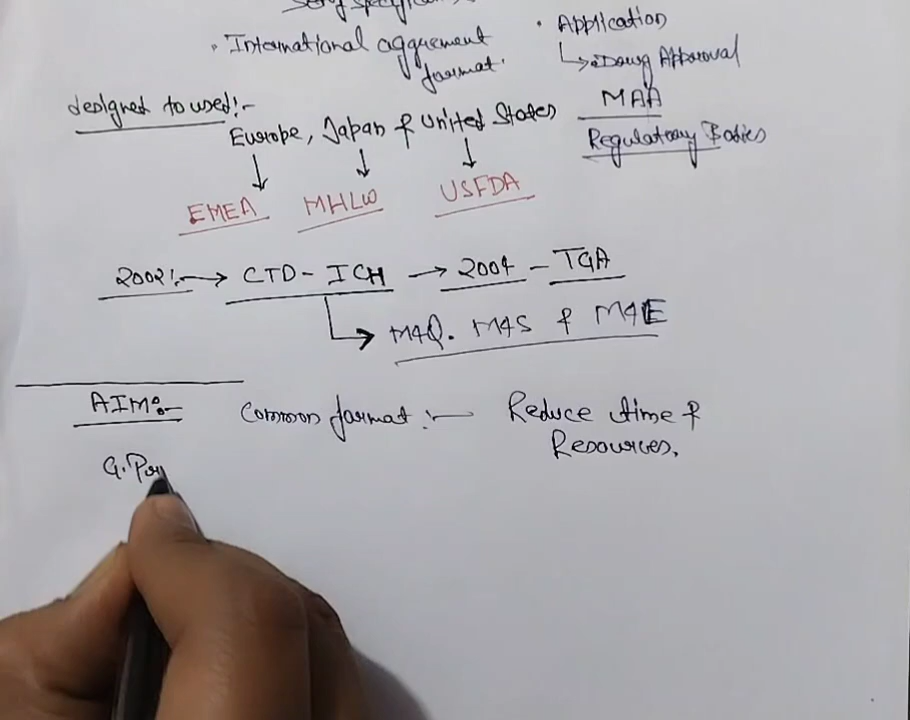 · International aggrement
format.
· Application
↳ Drug Approval
designed to used:-
MAA
Europe, Japan & United States
Regulatory Bodies
EMEA MHLW USFDA
2002:→ CTD - ICH → 2004 - TGA
↳ M4Q. M4S & M4E
AIM:- Common format:- Reduce time &
Resources.